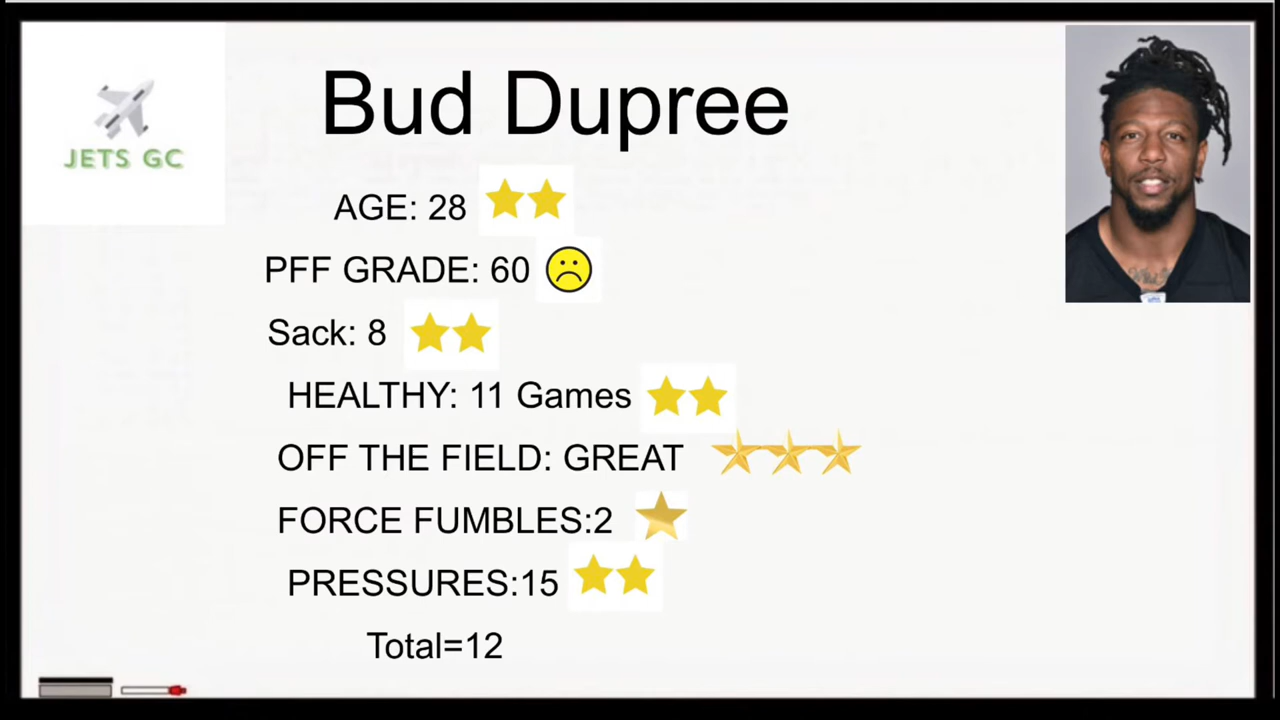 JETS GC
Bud Dupree
AGE: 28
PFF GRADE: 60
Sack: 8
HEALTHY: 11 Games
OFF THE FIELD: GREAT
FORCE FUMBLES:2
PRESSURES:15
Total=12